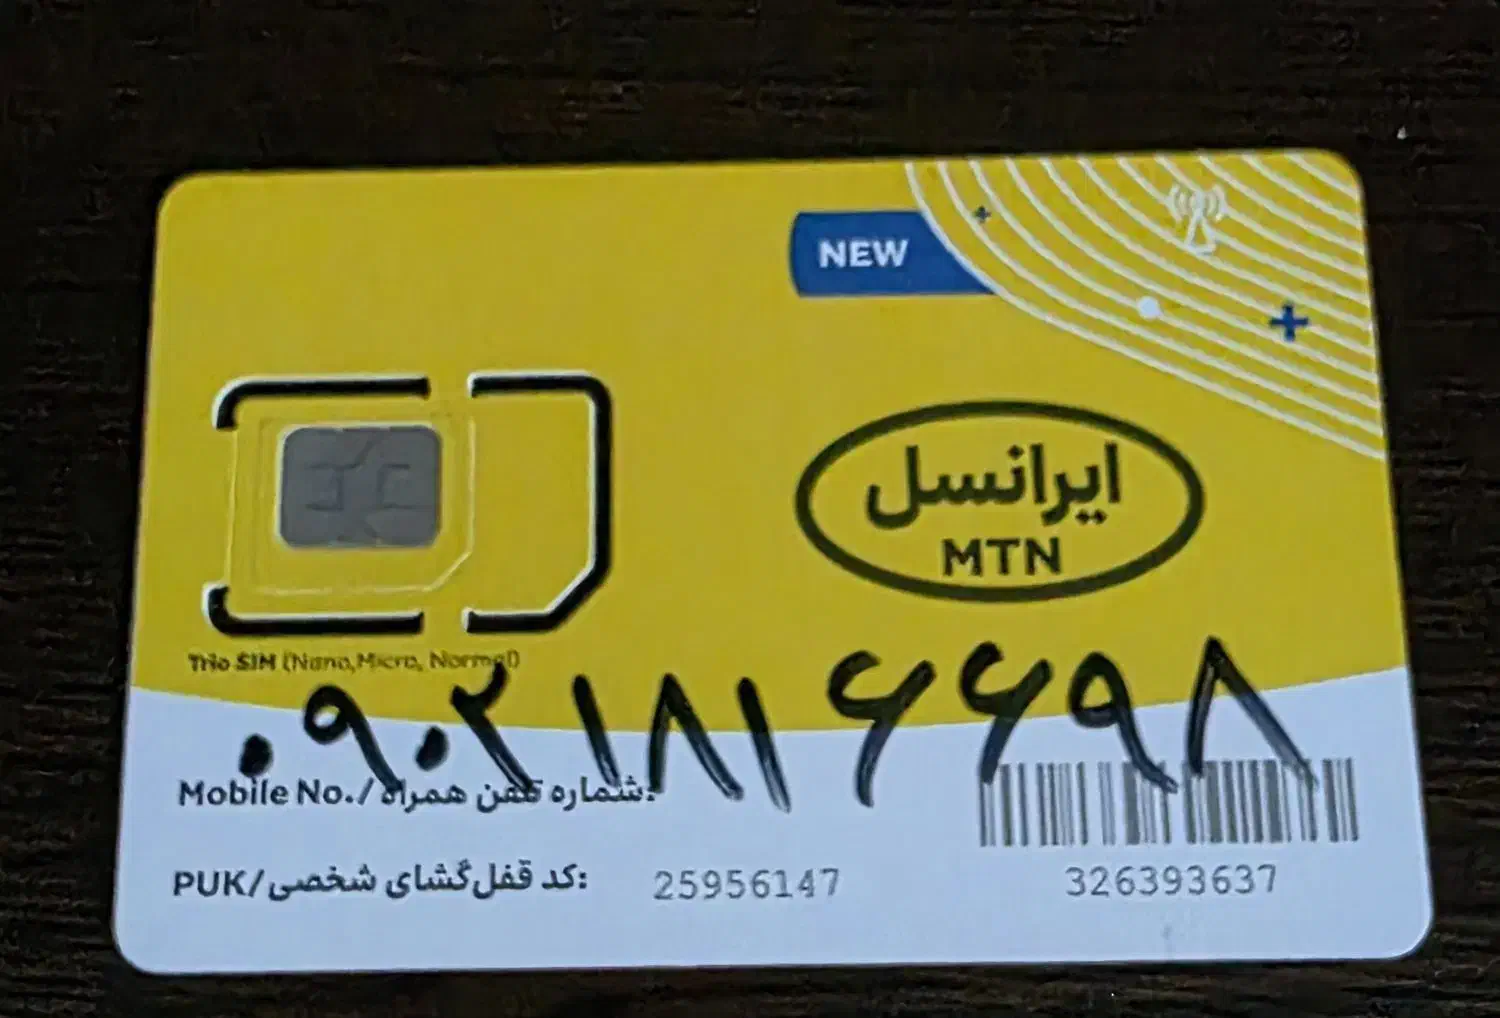 NEW
ایرانسل
MTN
Trio SIM (Nano,Micro, Normal)
۰۹۰۲۱۸۱۶۶۹۸
Mobile No./شماره تلفن همراه:
PUK/کد قفل‌گشای شخصی: 25956147
326393637